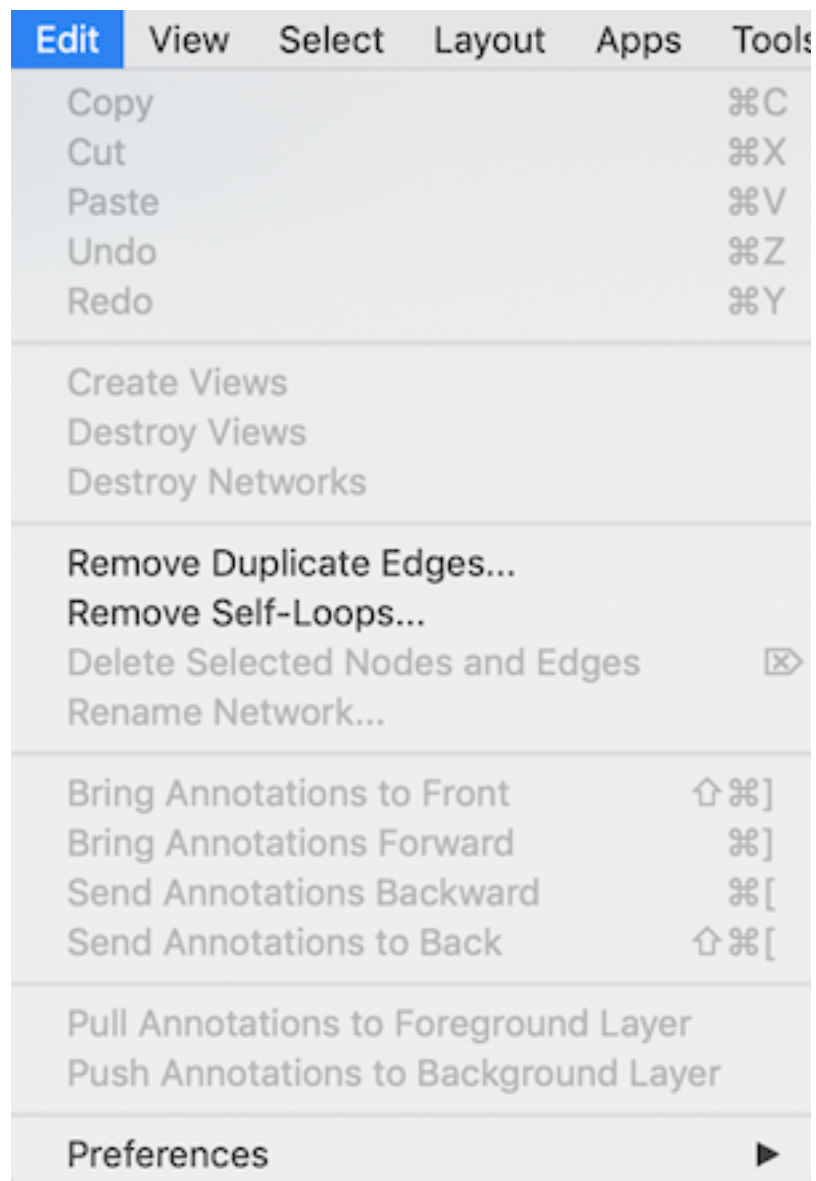 Edit View Select Layout Apps Tools
Copy ⌘C
Cut ⌘X
Paste ⌘V
Undo ⌘Z
Redo ⌘Y
Create Views
Destroy Views
Destroy Networks
Remove Duplicate Edges...
Remove Self-Loops...
Delete Selected Nodes and Edges ⌦
Rename Network...
Bring Annotations to Front ⇧⌘]
Bring Annotations Forward ⌘]
Send Annotations Backward ⌘[
Send Annotations to Back ⇧⌘[
Pull Annotations to Foreground Layer
Push Annotations to Background Layer
Preferences ▶